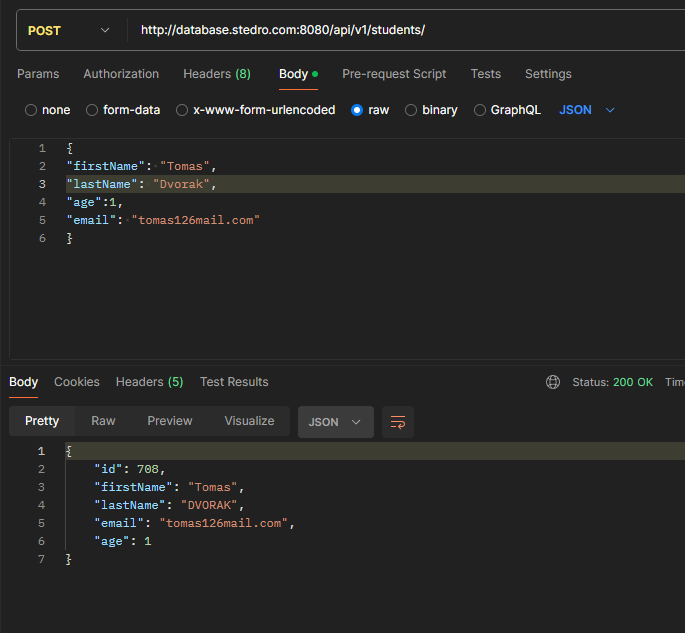 POST http://database.stedro.com:8080/api/v1/students/
Params Authorization Headers (8) Body Pre-request Script Tests Settings
none form-data x-www-form-urlencoded raw binary GraphQL JSON
1 {
2 "firstName": "Tomas",
3 "lastName": "Dvorak",
4 "age":1,
5 "email": "tomas126mail.com"
6 }
Body Cookies Headers (5) Test Results Status: 200 OK Time
Pretty Raw Preview Visualize JSON
1 {
2 "id": 708,
3 "firstName": "Tomas",
4 "lastName": "DVORAK",
5 "email": "tomas126mail.com",
6 "age": 1
7 }